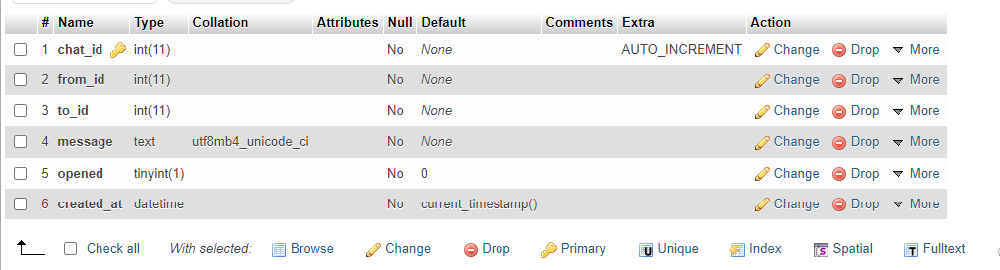 # Name Type Collation Attributes Null Default Comments Extra Action
1 chat_id int(11) No None AUTO_INCREMENT Change Drop More
2 from_id int(11) No None Change Drop More
3 to_id int(11) No None Change Drop More
4 message text utf8mb4_unicode_ci No None Change Drop More
5 opened tinyint(1) No 0 Change Drop More
6 created_at datetime No current_timestamp() Change Drop More
Check all With selected: Browse Change Drop Primary Unique Index Spatial Fulltext